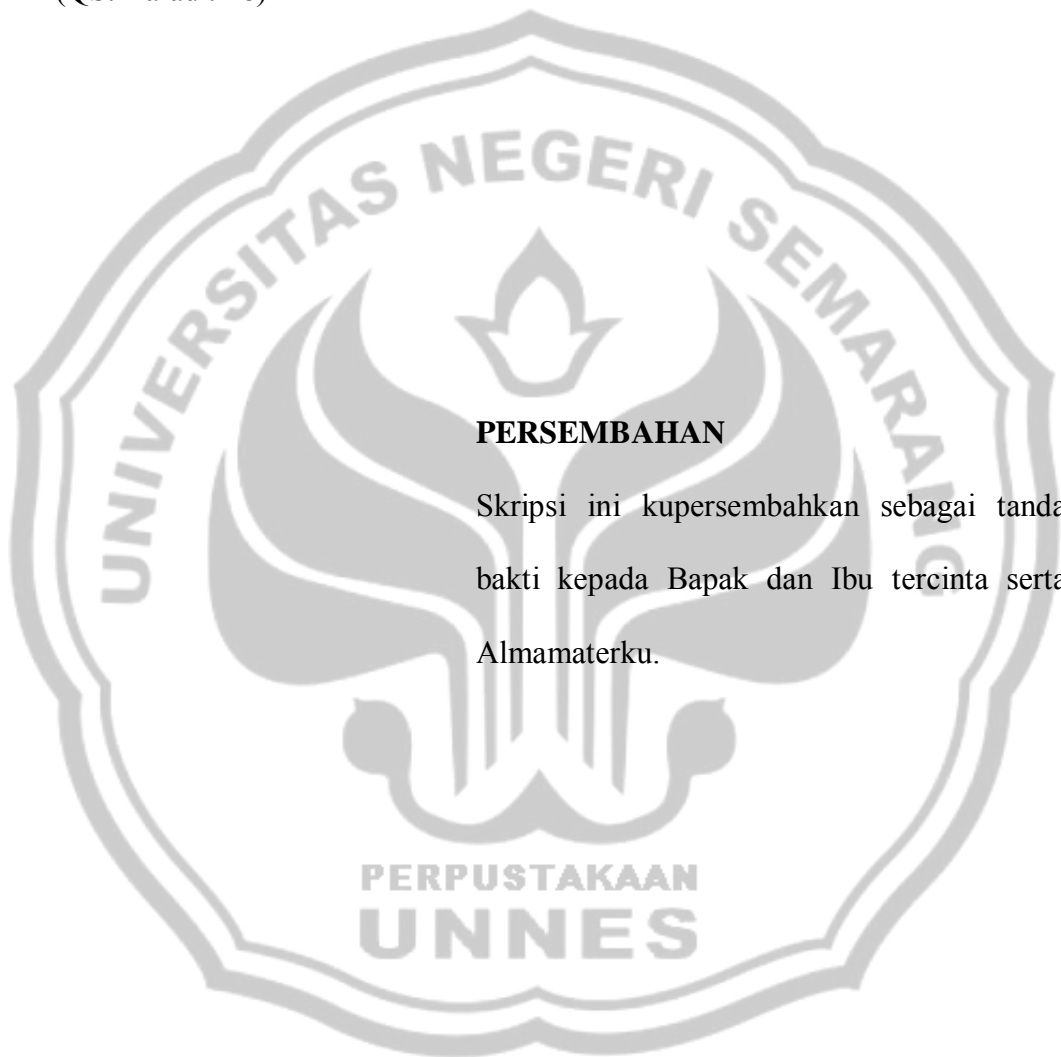 (QS.
UNIVERSITAS NEGERI SEMARANG
PERSEMBAHAN
Skripsi ini kupersembahkan sebagai tanda
bakti kepada Bapak dan Ibu tercinta serta
Almamaterku.
PERPUSTAKAAN
UNNES